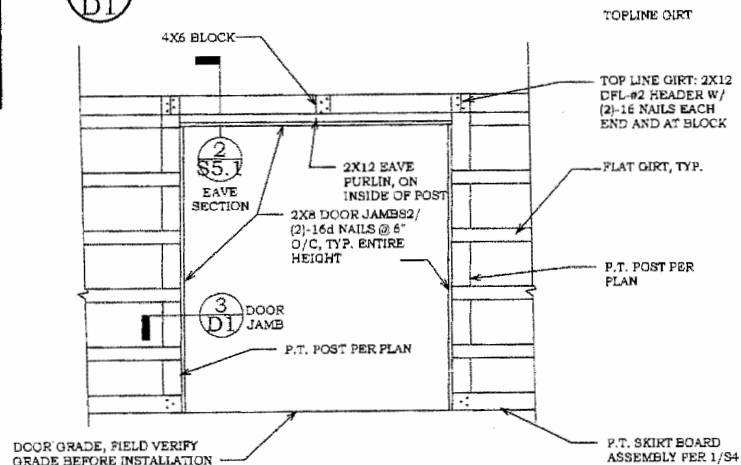 D1
TOPLINE GIRT
4X6 BLOCK
TOP LINE GIRT: 2X12
DFL-#2 HEADER W/
(2)-16 NAILS EACH
END AND AT BLOCK
2
S5.1
EAVE
SECTION
2X12 EAVE
PURLIN, ON
INSIDE OF POST
FLAT GIRT, TYP.
2X8 DOOR JAMBS2/
(2)-16d NAILS @ 6"
O/C, TYP. ENTIRE
HEIGHT
P.T. POST PER
PLAN
3
D1
DOOR
JAMB
P.T. POST PER PLAN
DOOR GRADE, FIELD VERIFY
GRADE BEFORE INSTALLATION
P.T. SKIRT BOARD
ASSEMBLY PER 1/S4